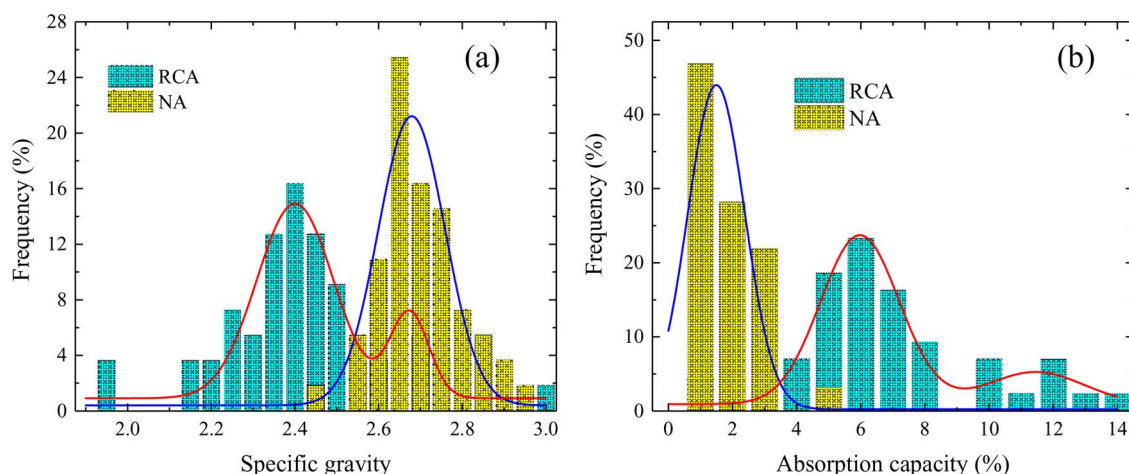 28
24
20
16
12
8
4
0
Frequency (%)
(a)
RCA
NA
2.0 2.2 2.4 2.6 2.8 3.0
Specific gravity
50
40
30
20
10
0
Frequency (%)
(b)
RCA
NA
0 2 4 6 8 10 12 14
Absorption capacity (%)